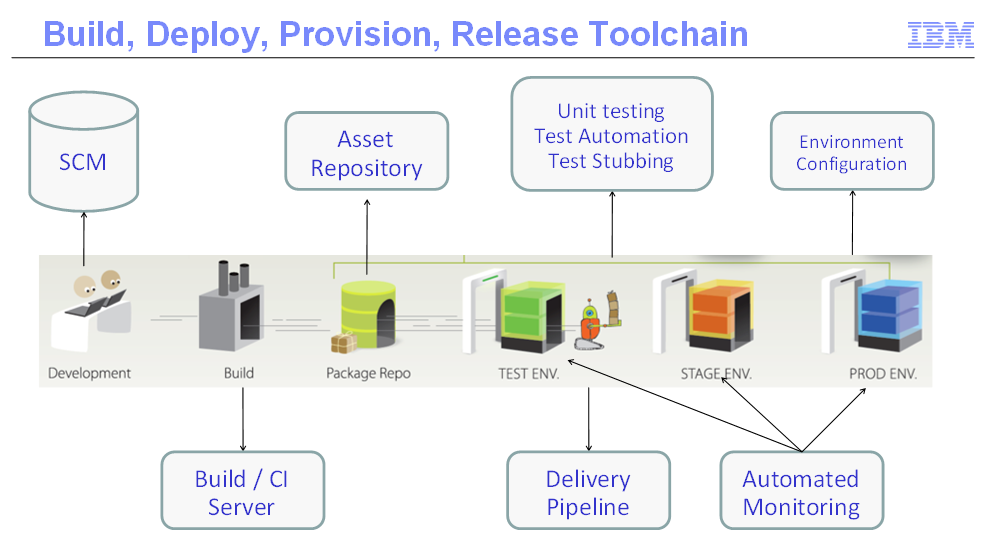 Build, Deploy, Provision, Release Toolchain
IBM
SCM
Asset
Repository
Unit testing
Test Automation
Test Stubbing
Environment
Configuration
Development
Build
Package Repo
TEST ENV.
STAGE ENV.
PROD ENV.
Build / CI
Server
Delivery
Pipeline
Automated
Monitoring